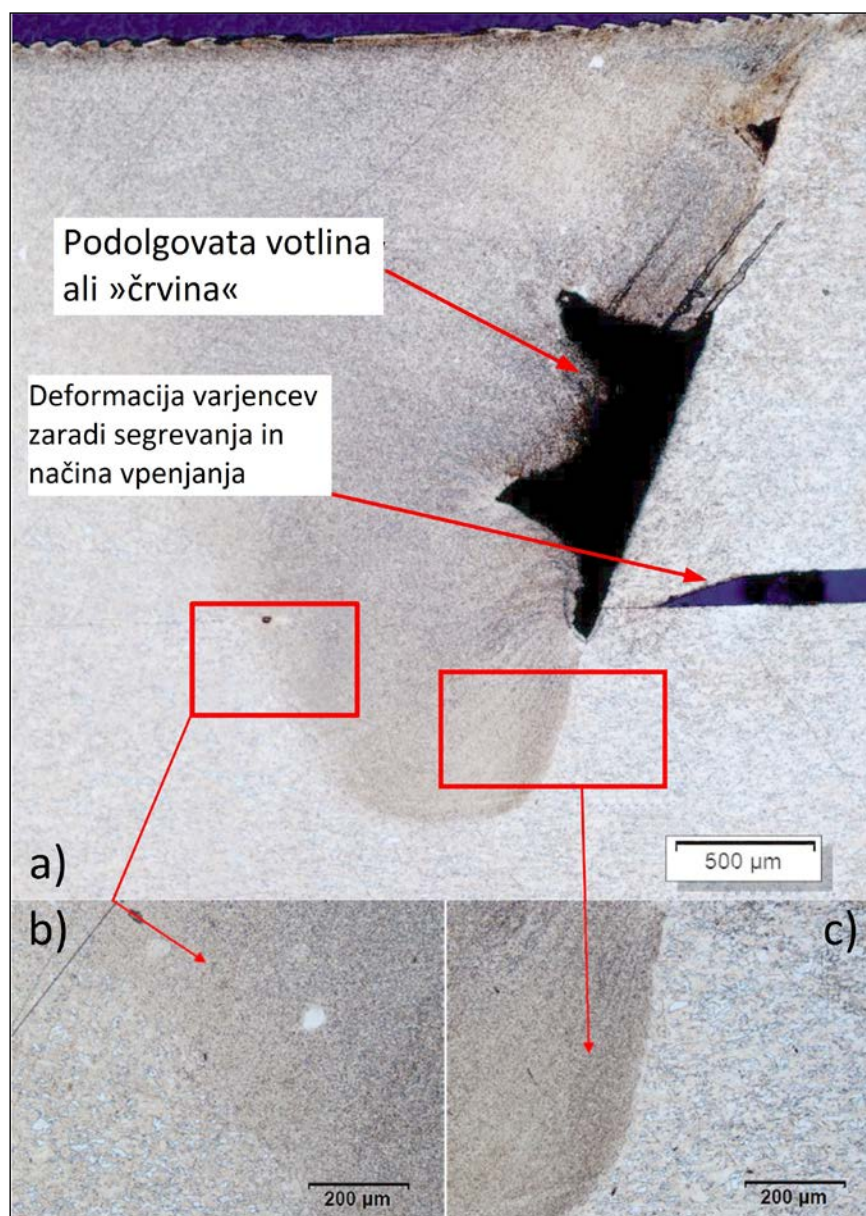 Podolgovata votlina
ali »črvina«
Deformacija varjencev
zaradi segrevanja in
načina vpenjanja
a)
500 µm
b)
c)
200 µm
200 µm